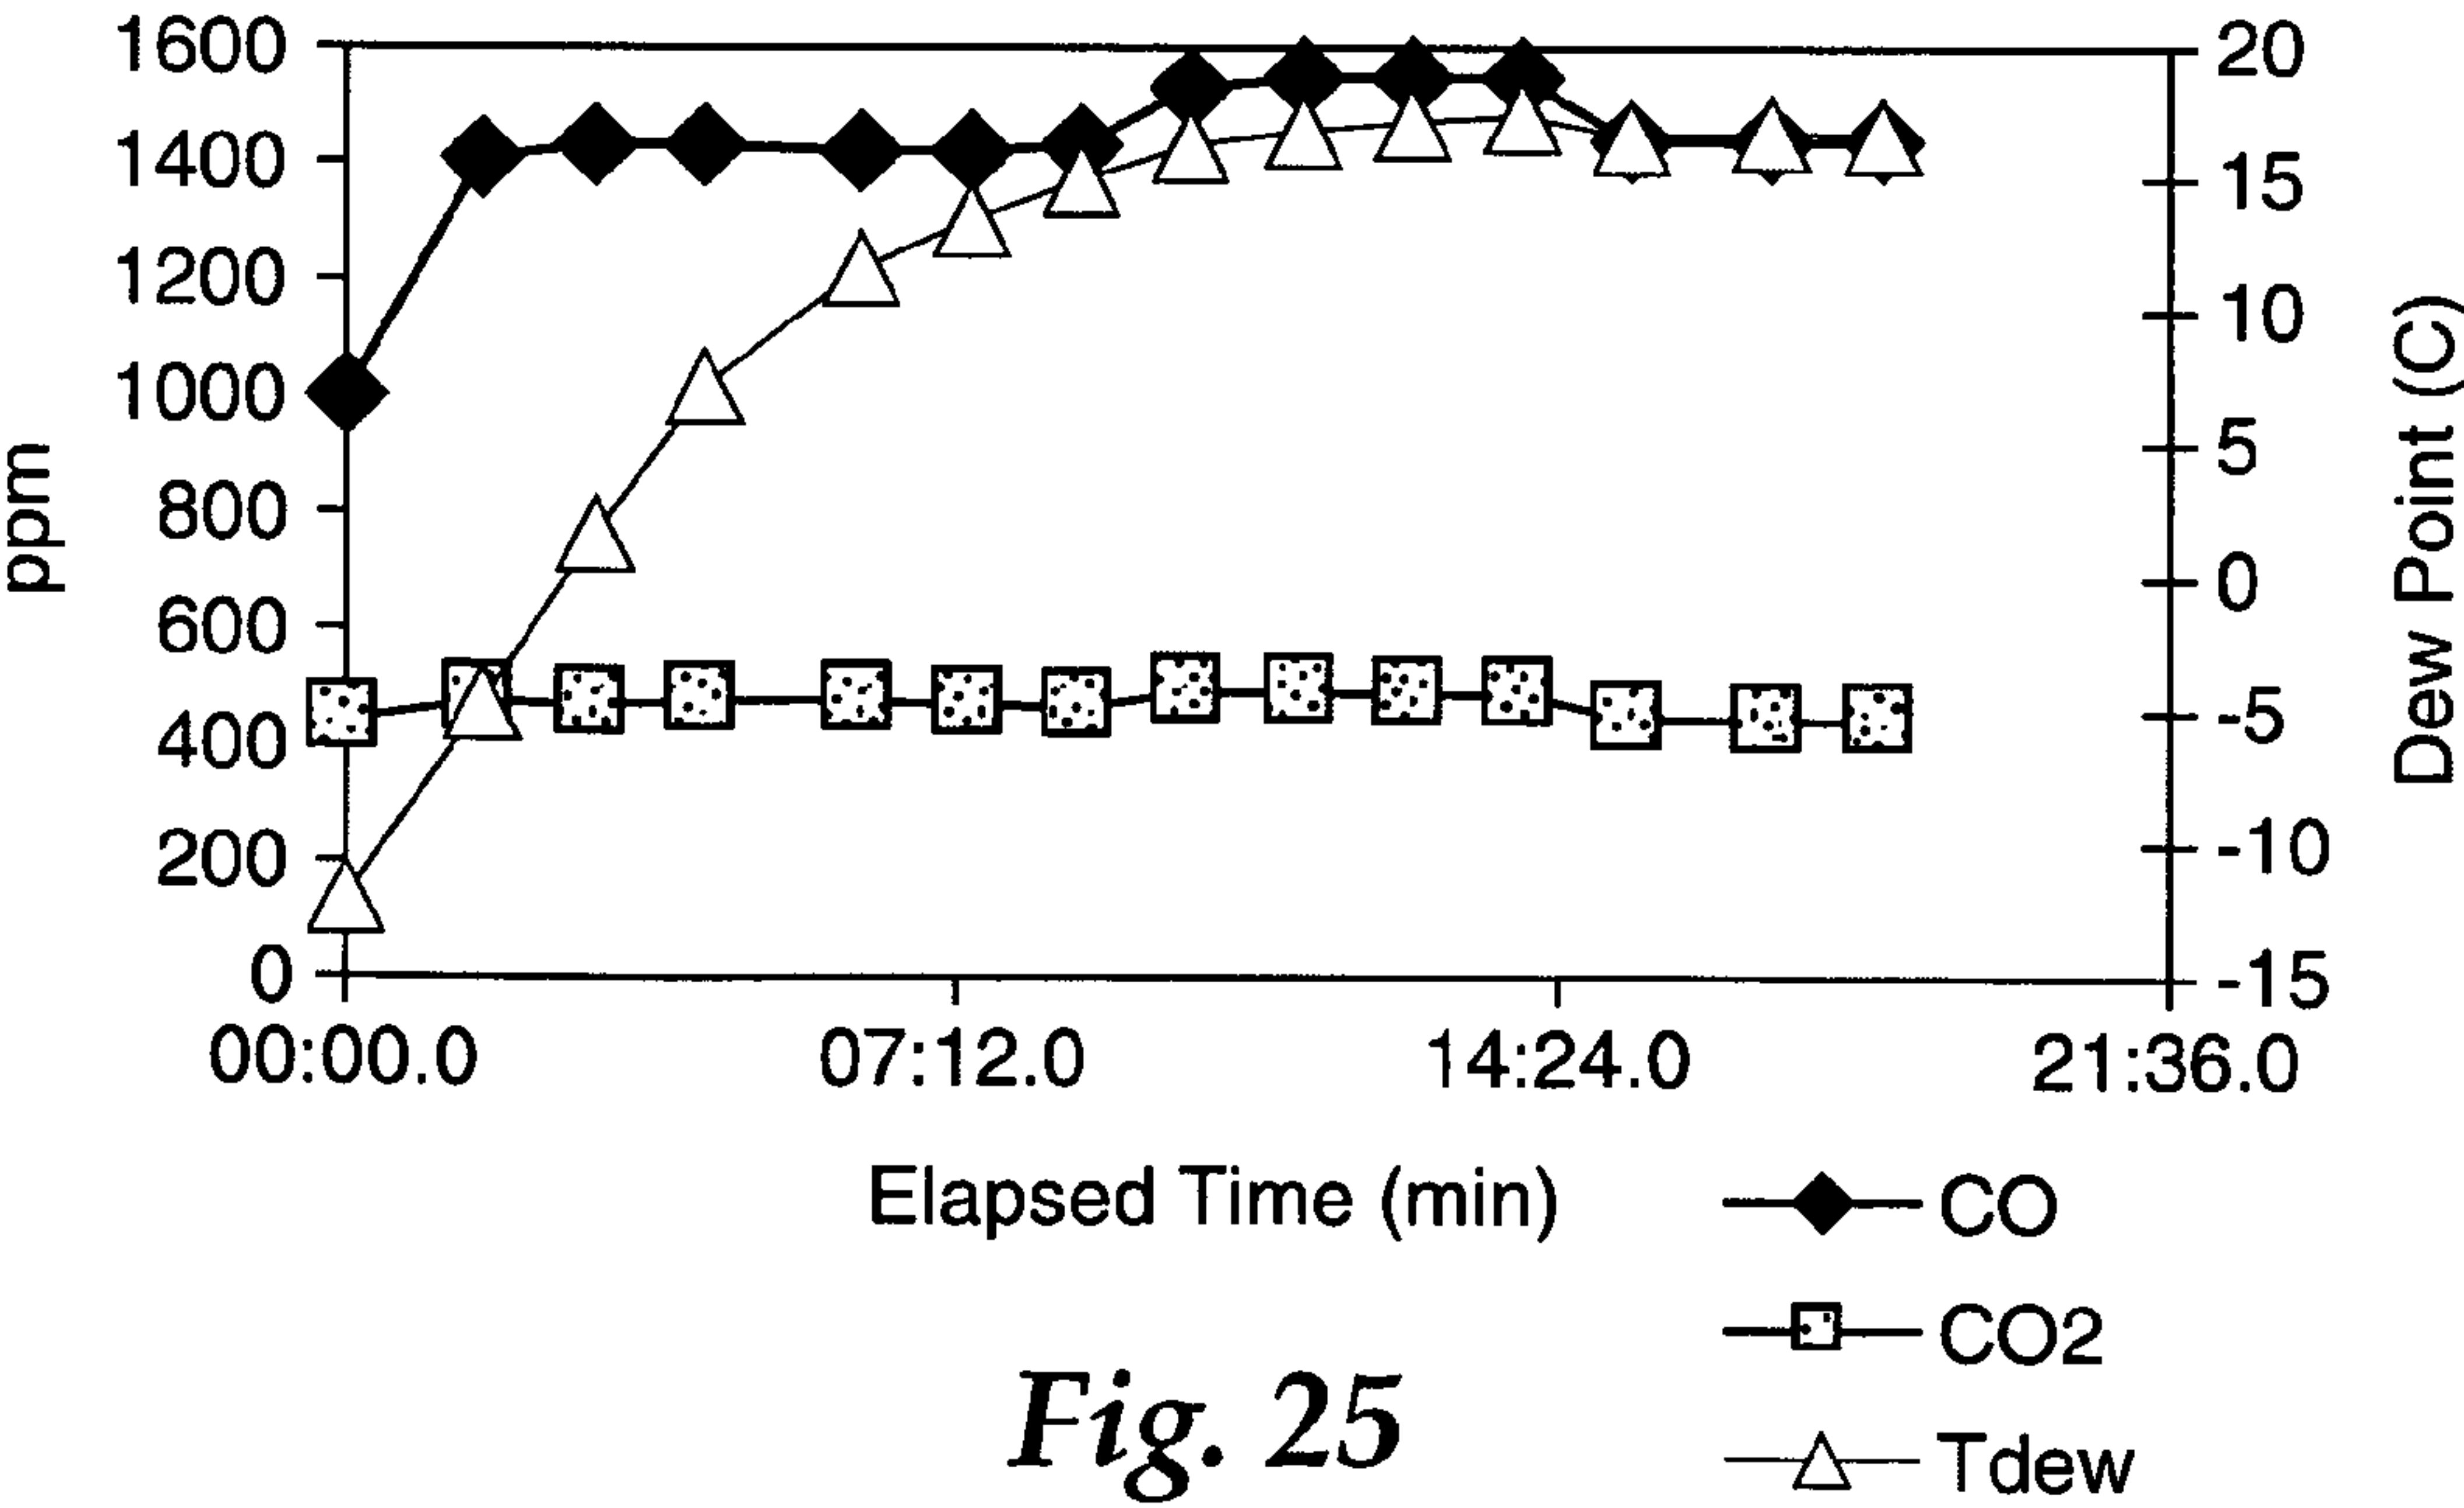 1600
1400
1200
1000
800
600
400
200
0
ppm
20
15
10
5
0
-5
-10
-15
Dew Point (C)
00:00.0 07:12.0 14:24.0 21:36.0
Elapsed Time (min)
CO
CO2
Tdew
Fig. 25